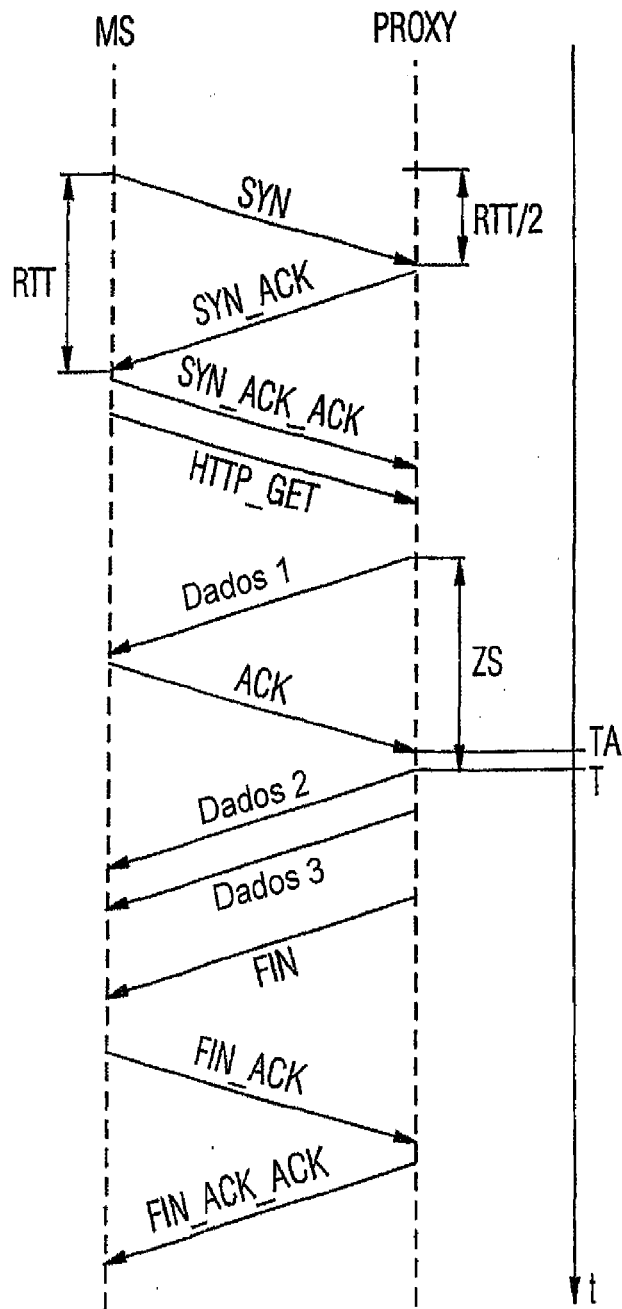 MS PROXY
SYN
RTT/2
RTT
SYN_ACK
SYN_ACK_ACK
HTTP_GET
Dados 1
ZS
ACK
TA
T
Dados 2
Dados 3
FIN
FIN_ACK
FIN_ACK_ACK
t